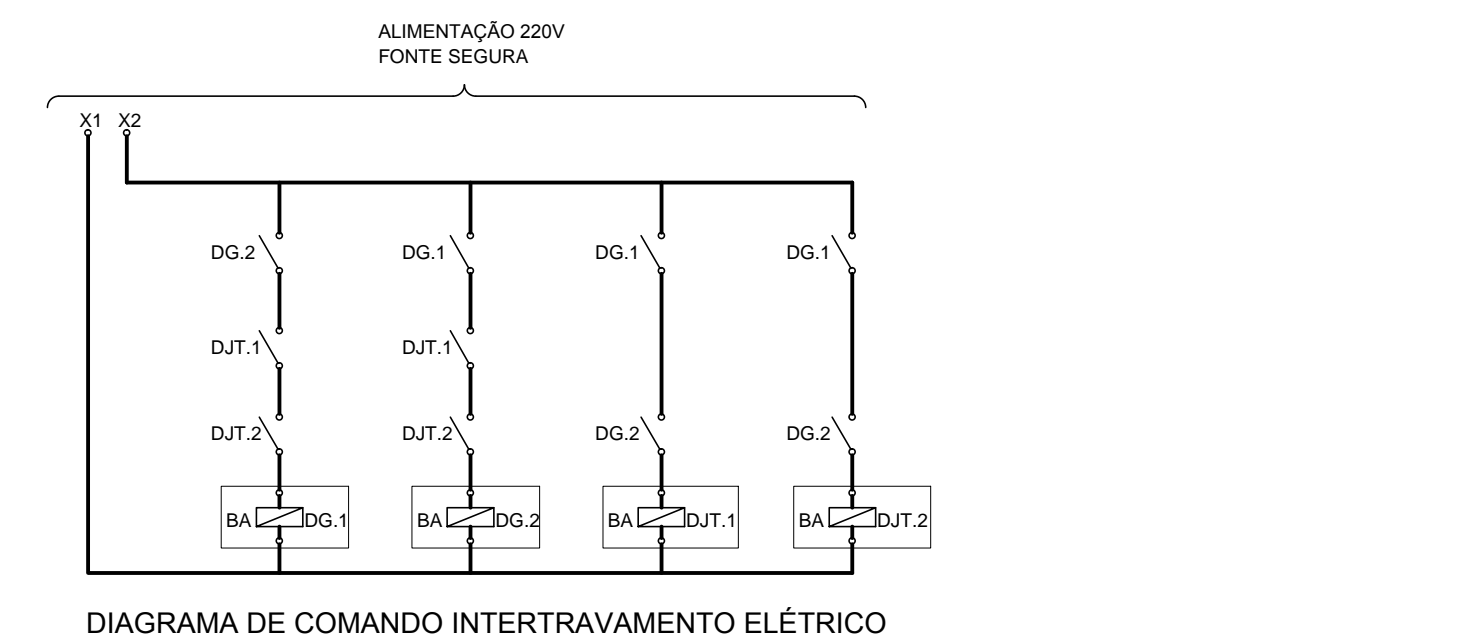 ALIMENTAÇÃO 220V
FONTE SEGURA
X1 X2
DG.2 DG.1 DG.1 DG.1
DJT.1 DJT.1
DJT.2 DJT.2 DG.2 DG.2
BA DG.1 BA DG.2 BA DJT.1 BA DJT.2
DIAGRAMA DE COMANDO INTERTRAVAMENTO ELÉTRICO